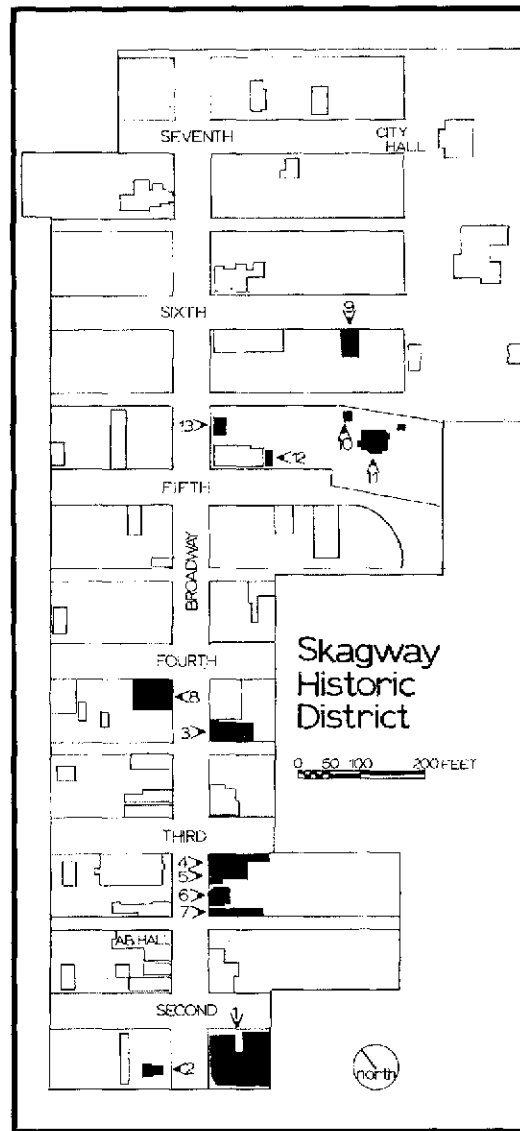 SEVENTH
CITY
HALL
SIXTH
9
13
10
12
11
FIFTH
BROADWAY
FOURTH
8
3
Skagway
Historic
District
0 50 100 200 FEET
THIRD
4
5
6
7
A.B. HALL
SECOND
1
2
north